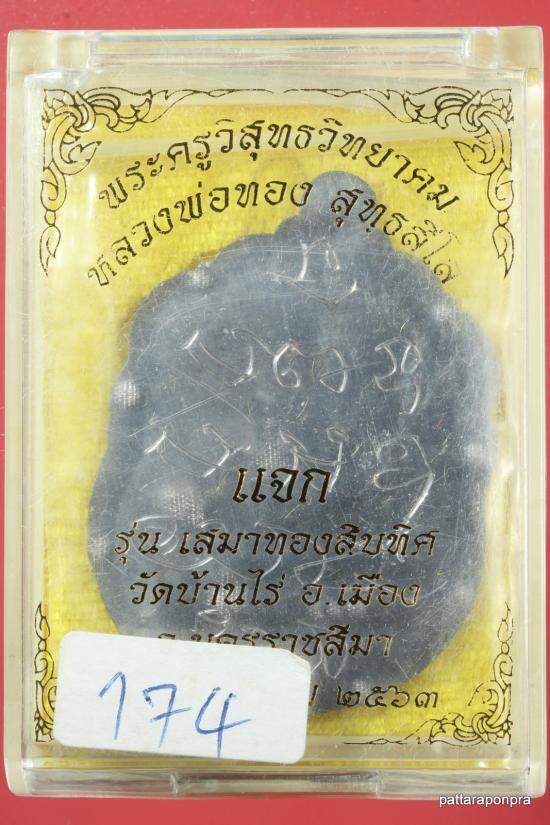 พระครูวิสุทธวิทยาคม
หลวงพ่อทอง สุทฺธสีโล
แจก
รุ่น เสมาทองสิบทิศ
วัดบ้านไร่ อ.เมือง
จ.นครราชสีมา
๒๕๖๓
174
pattaraponpra